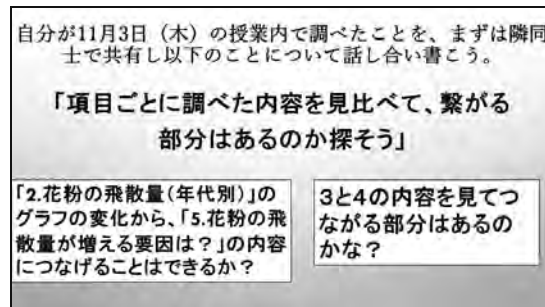 自分が11月3日（木）の授業内で調べたことを、まずは隣同
士で共有し以下のことについて話し合い書こう。
「項目ごとに調べた内容を見比べて、繋がる
部分はあるのか探そう」
「2.花粉の飛散量（年代別）」の
グラフの変化から、「5.花粉の飛
散量が増える要因は？」の内容
につなげることはできるか？
3と4の内容を見てつ
ながる部分はあるの
かな？